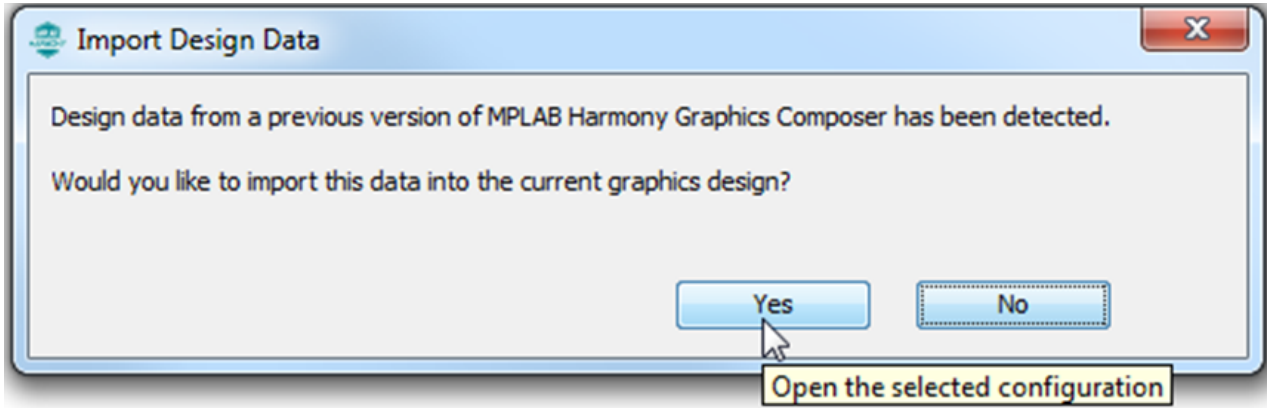 Import Design Data
Design data from a previous version of MPLAB Harmony Graphics Composer has been detected.
Would you like to import this data into the current graphics design?
Yes No
Open the selected configuration